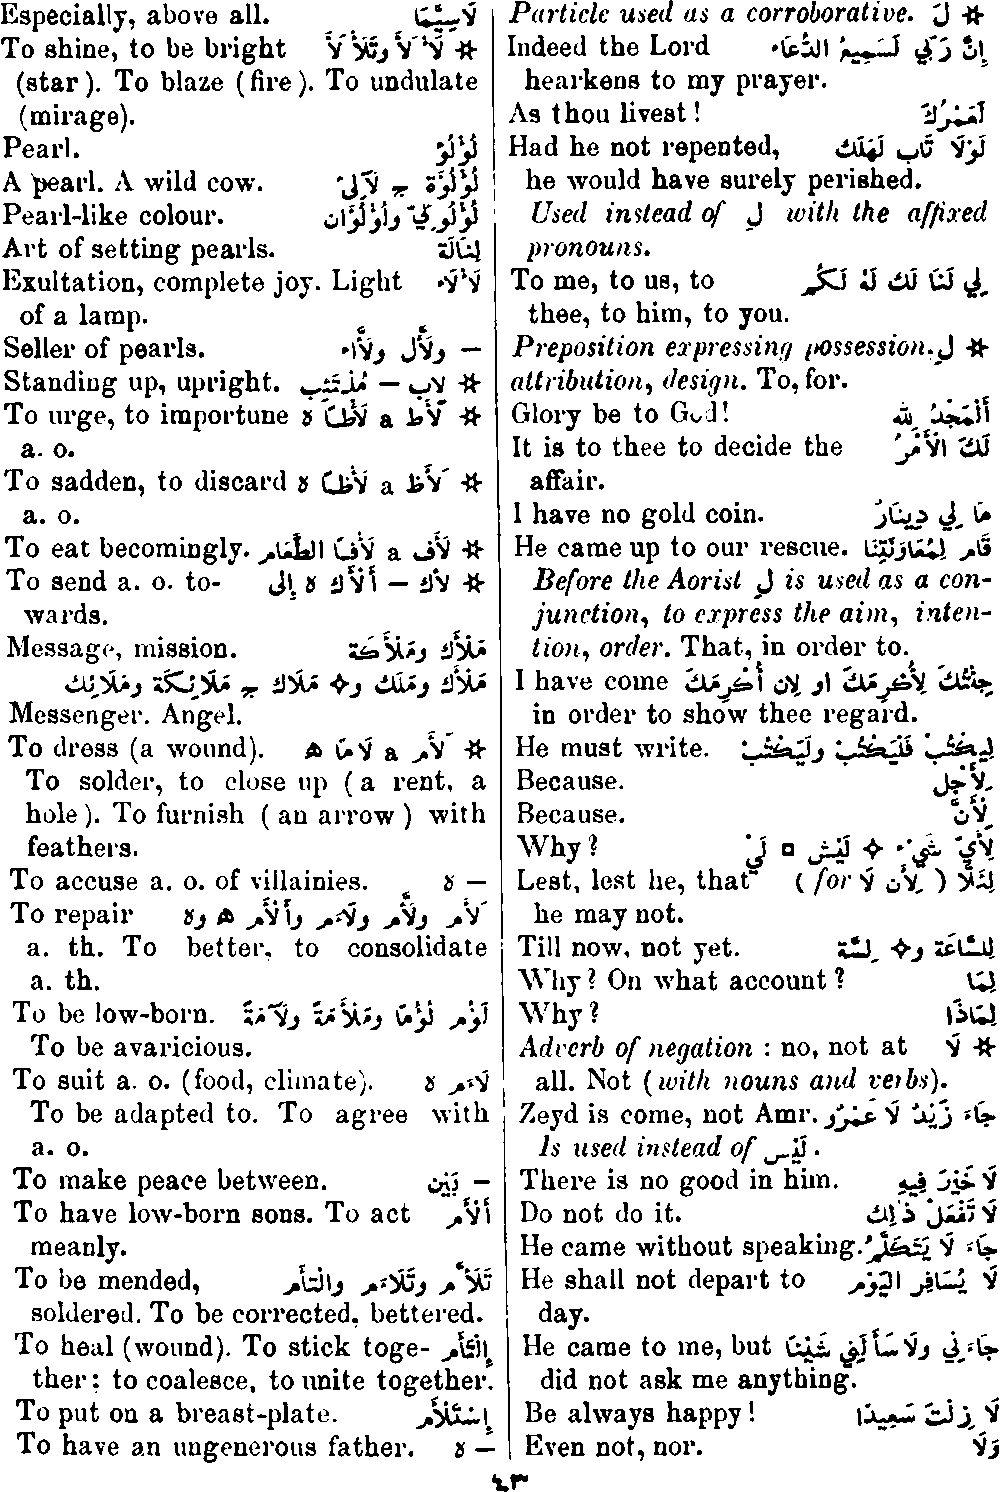 Particle used as a corroborative. لَ ✲
Indeed the Lord إِنَّ رَبِّي لَسَمِيعُ الدُّعَاء
hearkens to my prayer.
As thou livest! لَعَمْرُكَ
Had he not repented, لَوْلَا تَاب لَهَلَكَ
he would have surely perished.
Used instead of لِ with the affixed
pronouns.
To me, to us, to لِي لَنَا لَكَ لَهُ لَكُم
thee, to him, to you.
Preposition expressing possession. لِ ✲
attribution, design. To, for.
Glory be to God! أَلْمَجْدُ لِله
It is to thee to decide the لَكَ الْأَمْرُ
affair.
I have no gold coin. مَا لِي دِينَارٌ
He came up to our rescue. قَام لِمُعَاوَنَتِنَا
Before the Aorist لِ is used as a con-
junction, to express the aim, inten-
tion, order. That, in order to.
I have come جِئْتُكَ لِأُكْرِمَكَ او لِان أُكْرِمَكَ
in order to show thee regard.
He must write. لِيَكْتُبْ فَلْيَكْتُبْ وَلْيَكْتُبْ
Because. لِأَجْل
Because. لِأَنَّ
Why? لِأَيّ شَيْء ✧ لَيْش ◻ لَيْ
Lest, lest he, that (for لِأَن لَا) لِئَلَّا
he may not.
Till now, not yet. لِلسَّاعَة و✧ لِسَّة
Why? On what account? لِمَا
Why? لِمَاذَا
Adverb of negation: no, not at لَا ✲
all. Not (with nouns and verbs).
Zeyd is come, not Amr. جَاءَ زَيْدٌ لَا عَمْرٌو
Is used instead of لَيْس.
There is no good in him. لَا خَيْرَ فِيهِ
Do not do it. لَا تَفْعَلْ ذٰلِكَ
He came without speaking. جَاءَ لَا يَتَكَلَّمُ
He shall not depart to لَا يُسَافِر الْيَوْم
day.
He came to me, but جَاءَنِي وَلَا سَأَلَنِي شَيْئًا
did not ask me anything.
Be always happy! لَا زِلْتَ سَعِيدًا
Even not, nor. وَلَا
Especially, above all. لَاسِيَّمَا
To shine, to be bright ✲ لَأْلَأَ وتَلَأْلَأَ
(star). To blaze (fire). To undulate
(mirage).
Pearl. لُؤْلُؤ
A pearl. A wild cow. لُؤْلُؤَة ج لَآلِئ
Pearl-like colour. لُؤْلُوِيّ ولُؤْلُؤَان
Art of setting pearls. لِئَالَة
Exultation, complete joy. Light لَأْلَاء
of a lamp.
Seller of pearls. — ولَأَّل ولَأَّاء
Standing up, upright. ✲ لاب — مُذْلَئِبّ
To urge, to importune ✲ لَأَط a لَأْطًا ه
a. o.
To sadden, to discard ✲ لَأَظ a لَأْظًا ه
a. o.
To eat becomingly. ✲ لَأَف a لَأْفًا الطَّعَام
To send a. o. to- ✲ لأك — أَلْأَكَ ه إِلى
wards.
Message, mission. مَلْأَك ومَلْأَكَة
مَلْأَك ومَلَك و✧ مَلَاك ج مَلَائِكَة ومَلَائِك
Messenger. Angel.
To dress (a wound). ✲ لَأَم a لَأْمًا ه
To solder, to close up (a rent, a
hole). To furnish (an arrow) with
feathers.
To accuse a. o. of villainies. — ه
To repair لَأَم ولَأَّم ولَاءَم وأَلْأَم ه وه
a. th. To better, to consolidate
a. th.
To be low-born. لَؤُم لُؤْمًا ومَلْأَمَةً ولَآمَةً
To be avaricious.
To suit a. o. (food, climate). لَاءَم ه
To be adapted to. To agree with
a. o.
To make peace between. — بَيْن
To have low-born sons. To act أَلْأَم
meanly.
To be mended, تَلَأَّم وتَلَاءَم والْتَأَم
soldered. To be corrected, bettered.
To heal (wound). To stick toge- إِلْتَأَم
ther: to coalesce, to unite together.
To put on a breast-plate. إِسْتَلْأَم
To have an ungenerous father. — ه